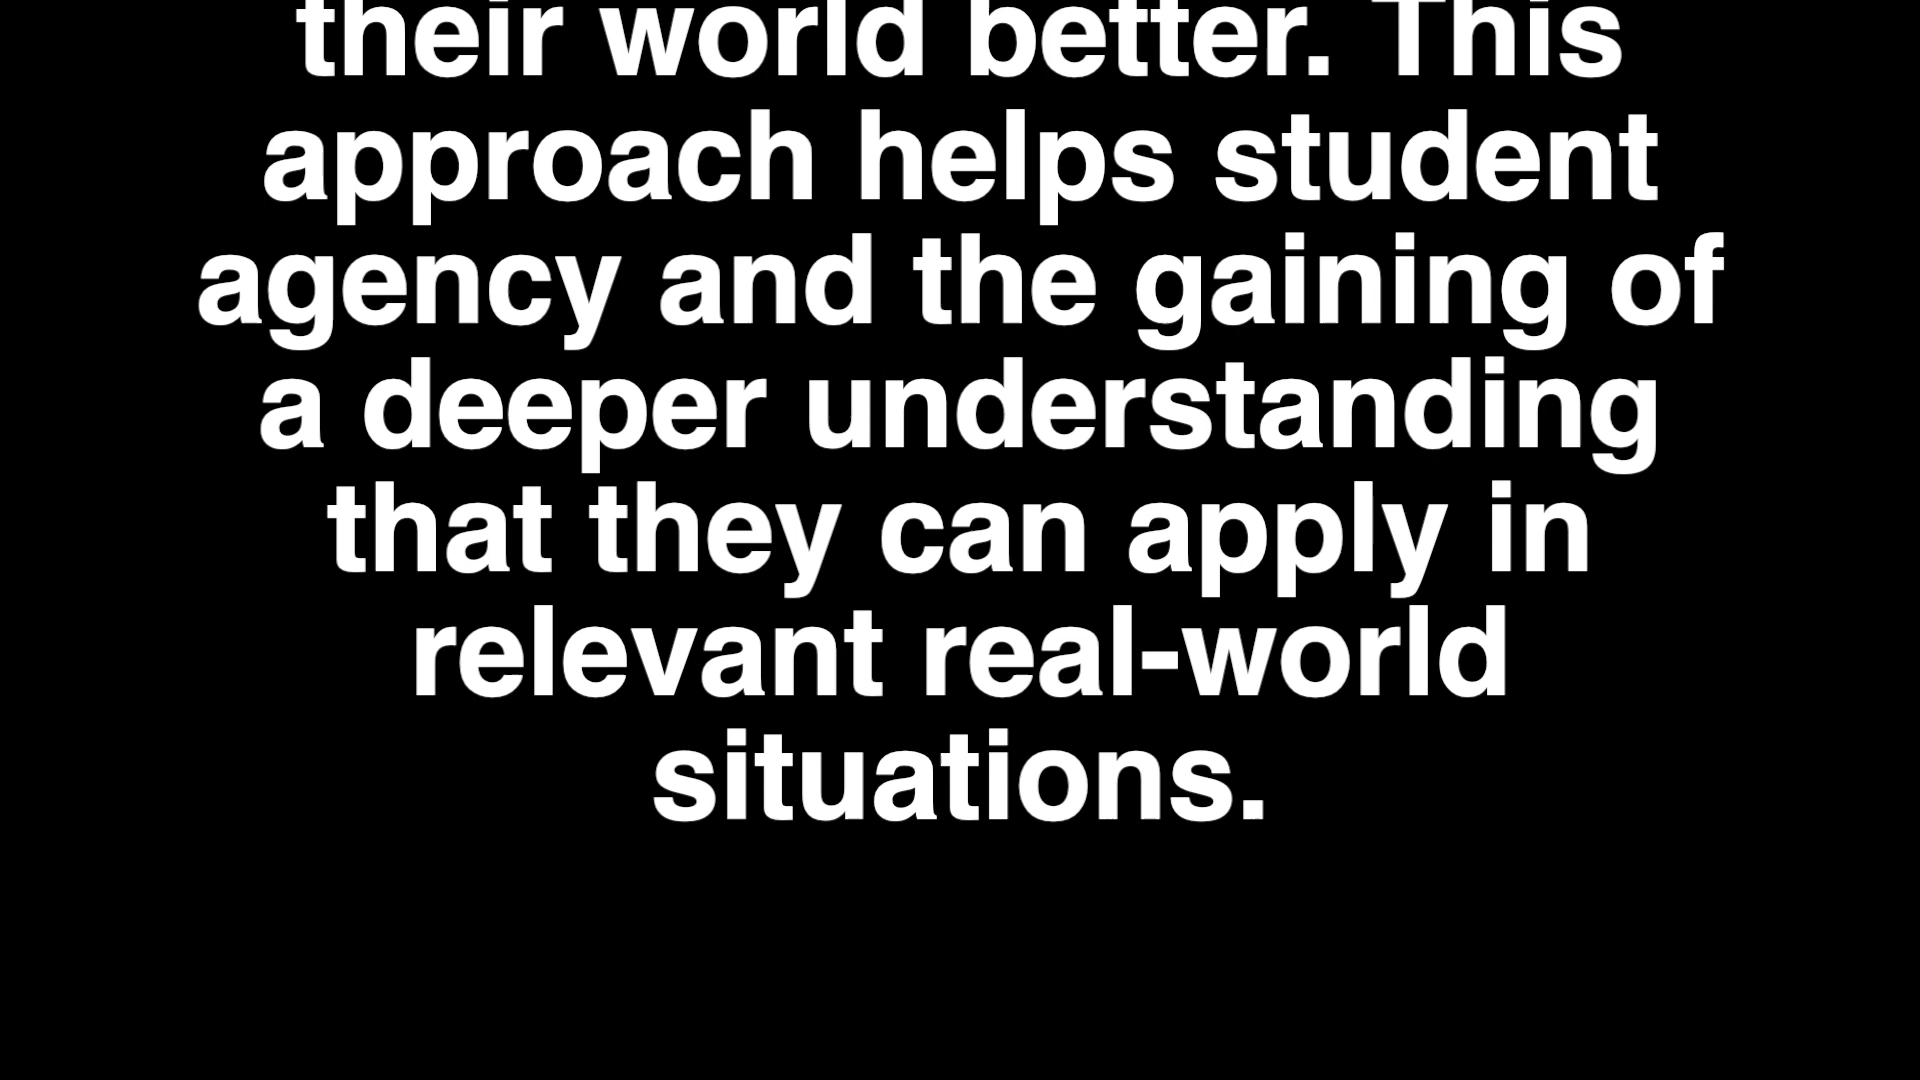 their world better. This
approach helps student
agency and the gaining of
a deeper understanding
that they can apply in
relevant real-world
situations.